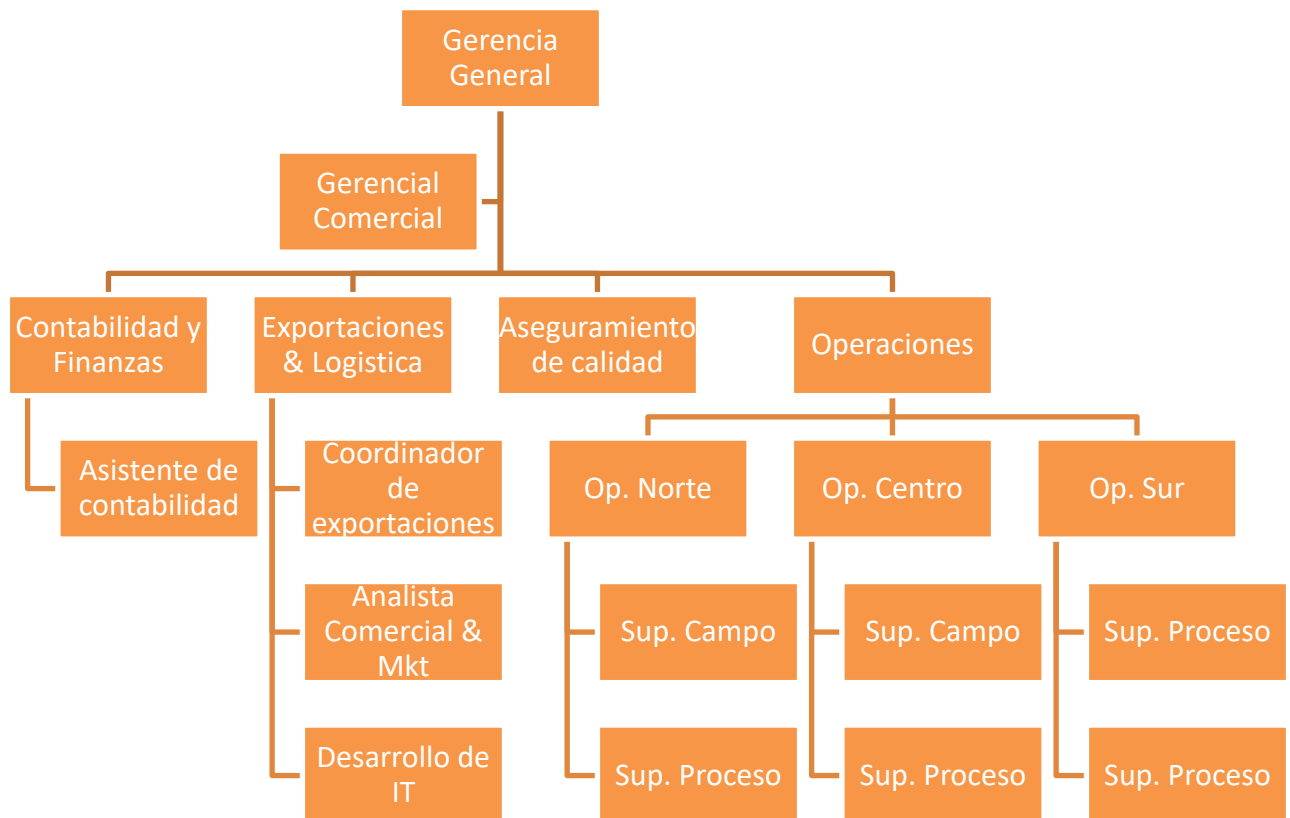 Gerencia
General
Gerencial
Comercial
Contabilidad y
Finanzas
Exportaciones
& Logistica
Aseguramiento
de calidad
Operaciones
Asistente de
contabilidad
Coordinador
de
exportaciones
Analista
Comercial &
Mkt
Desarrollo de
IT
Op. Norte
Sup. Campo
Sup. Proceso
Op. Centro
Sup. Campo
Sup. Proceso
Op. Sur
Sup. Proceso
Sup. Proceso